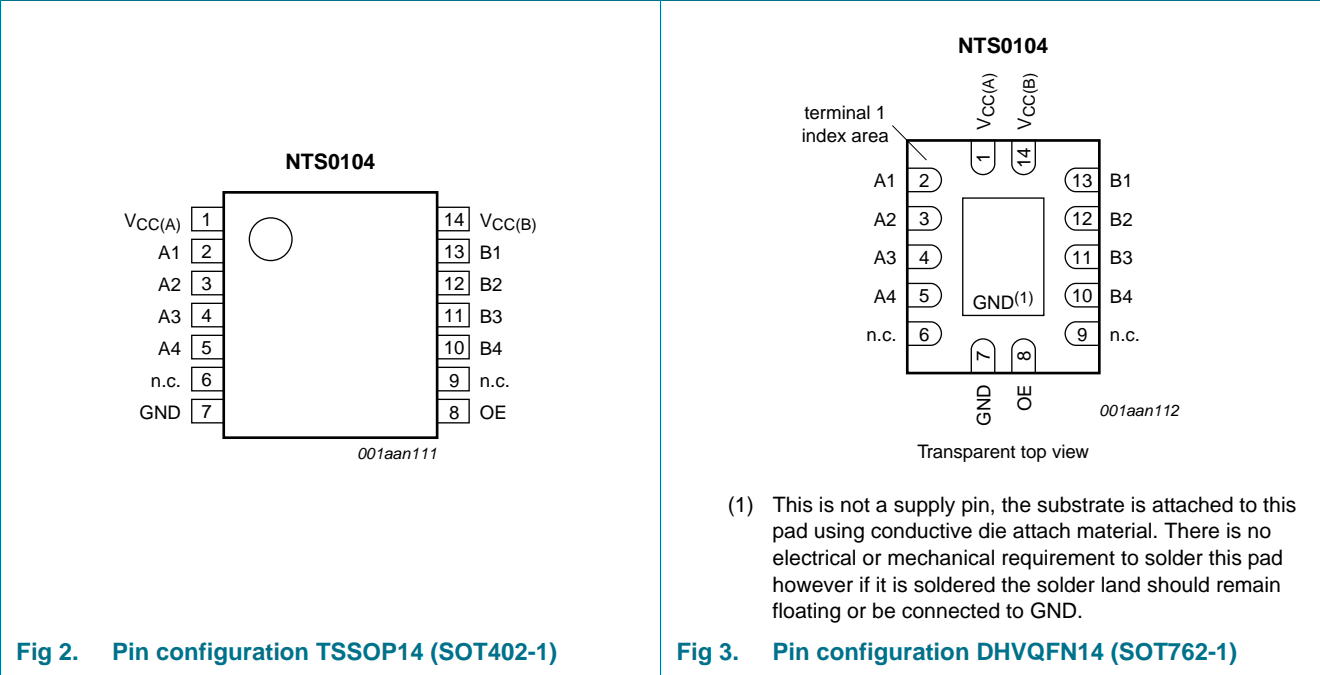 NTS0104
VCC(A) 1
A1 2
A2 3
A3 4
A4 5
n.c. 6
GND 7
14 VCC(B)
13 B1
12 B2
11 B3
10 B4
9 n.c.
8 OE
001aan111
Fig 2. Pin configuration TSSOP14 (SOT402-1)
NTS0104
terminal 1
index area
VCC(A)
VCC(B)
1
14
A1 2
A2 3
A3 4
A4 5
n.c. 6
13 B1
12 B2
11 B3
10 B4
9 n.c.
GND(1)
7
8
GND
OE
001aan112
Transparent top view
(1) This is not a supply pin, the substrate is attached to this
pad using conductive die attach material. There is no
electrical or mechanical requirement to solder this pad
however if it is soldered the solder land should remain
floating or be connected to GND.
Fig 3. Pin configuration DHVQFN14 (SOT762-1)